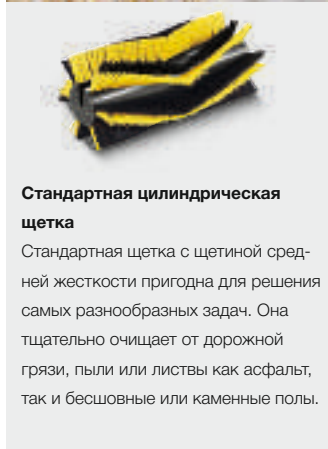 Стандартная цилиндрическая
щетка
Стандартная щетка с щетиной сред-
ней жесткости пригодна для решения
самых разнообразных задач. Она
тщательно очищает от дорожной
грязи, пыли или листвы как асфальт,
так и бесшовные или каменные полы.